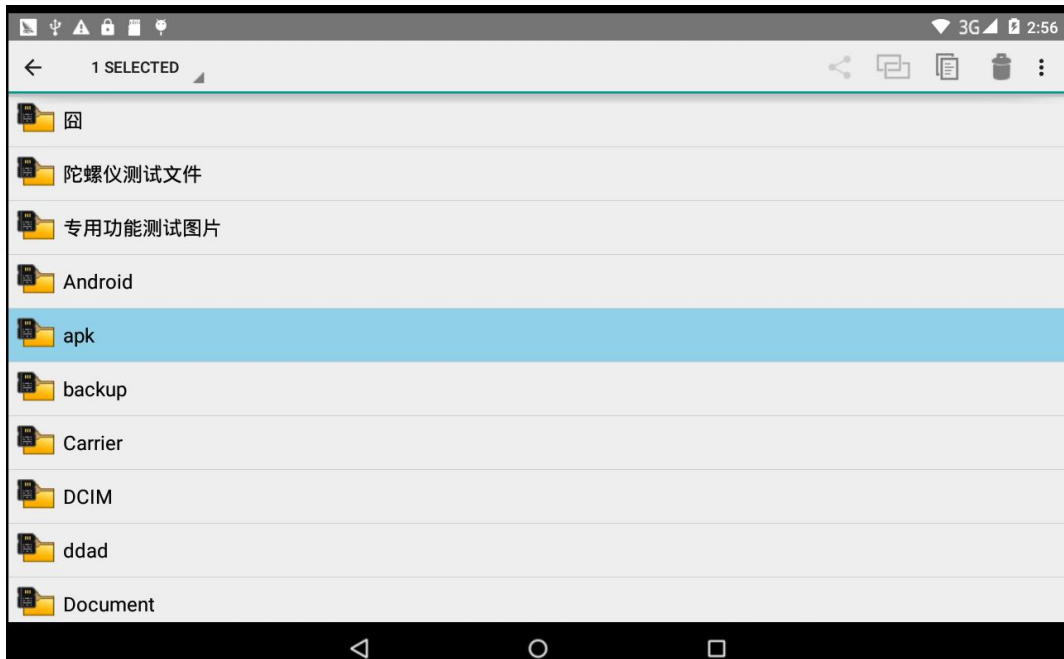 3G 2:56
1 SELECTED
囧
陀螺仪测试文件
专用功能测试图片
Android
apk
backup
Carrier
DCIM
ddad
Document